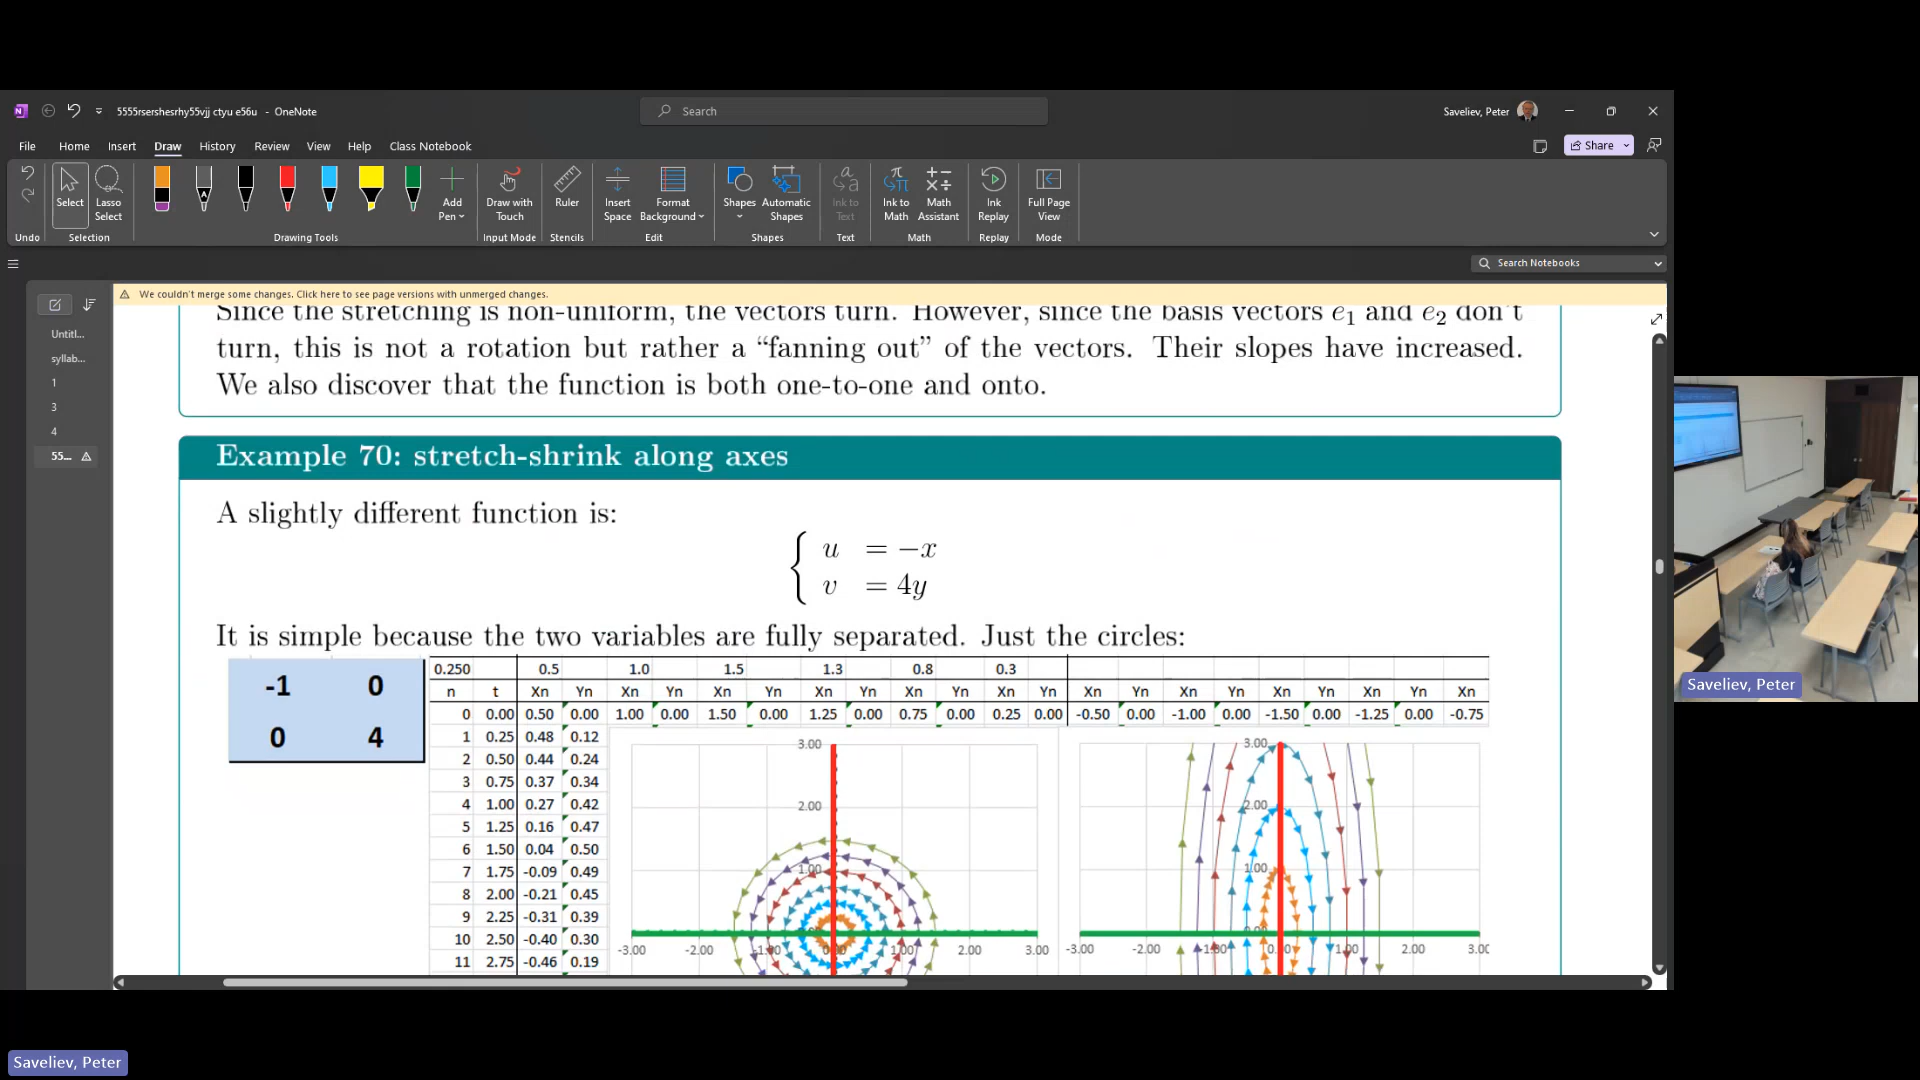 5555rsershesrhy55vjj ctyu e56u - OneNote
Search
Saveliev, Peter
File Home Insert Draw History Review View Help Class Notebook
Share
Select
Lasso Select
Add Pen
Draw with Touch
Ruler
Insert Space
Format Background
Shapes
Automatic Shapes
Ink to Text
Ink to Math
Math Assistant
Ink Replay
Full Page View
Undo Selection Drawing Tools Input Mode Stencils Edit Shapes Text Math Replay Mode
Search Notebooks
We couldn't merge some changes. Click here to see page versions with unmerged changes.
Untitl...
syllab...
1
3
4
55...
Since the stretching is non-uniform, the vectors turn. However, since the basis vectors e1 and e2 don't
turn, this is not a rotation but rather a “fanning out” of the vectors. Their slopes have increased.
We also discover that the function is both one-to-one and onto.
Example 70: stretch-shrink along axes
A slightly different function is:
u = −x
v = 4y
It is simple because the two variables are fully separated. Just the circles:
-1 0
0 4
0.250 0.5 1.0 1.5 1.3 0.8 0.3
n t Xn Yn Xn Yn Xn Yn Xn Yn Xn Yn Xn Yn Xn Yn Xn Yn Xn Yn Xn Yn Xn
0 0.00 0.50 0.00 1.00 0.00 1.50 0.00 1.25 0.00 0.75 0.00 0.25 0.00 -0.50 0.00 -1.00 0.00 -1.50 0.00 -1.25 0.00 -0.75
1 0.25 0.48 0.12
2 0.50 0.44 0.24
3 0.75 0.37 0.34
4 1.00 0.27 0.42
5 1.25 0.16 0.47
6 1.50 0.04 0.50
7 1.75 -0.09 0.49
8 2.00 -0.21 0.45
9 2.25 -0.31 0.39
10 2.50 -0.40 0.30
11 2.75 -0.46 0.19
3.00
2.00
1.00
-3.00 -2.00 -1.00 0.00 1.00 2.00 3.00
3.00
2.00
1.00
-3.00 -2.00 -1.00 0.00 1.00 2.00
Saveliev, Peter
Saveliev, Peter